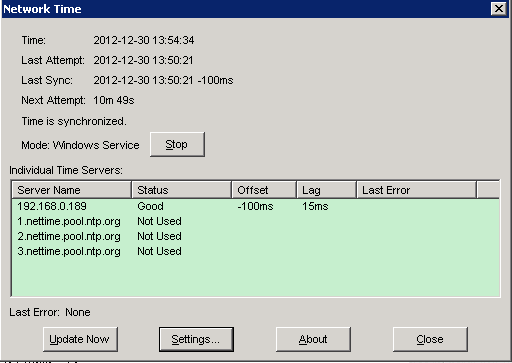 Network Time
Time: 2012-12-30 13:54:34
Last Attempt: 2012-12-30 13:50:21
Last Sync: 2012-12-30 13:50:21 -100ms
Next Attempt: 10m 49s
Time is synchronized.
Mode: Windows Service Stop
Individual Time Servers:
Server Name Status Offset Lag Last Error
192.168.0.189 Good -100ms 15ms
1.nettime.pool.ntp.org Not Used
2.nettime.pool.ntp.org Not Used
3.nettime.pool.ntp.org Not Used
Last Error: None
Update Now Settings... About Close